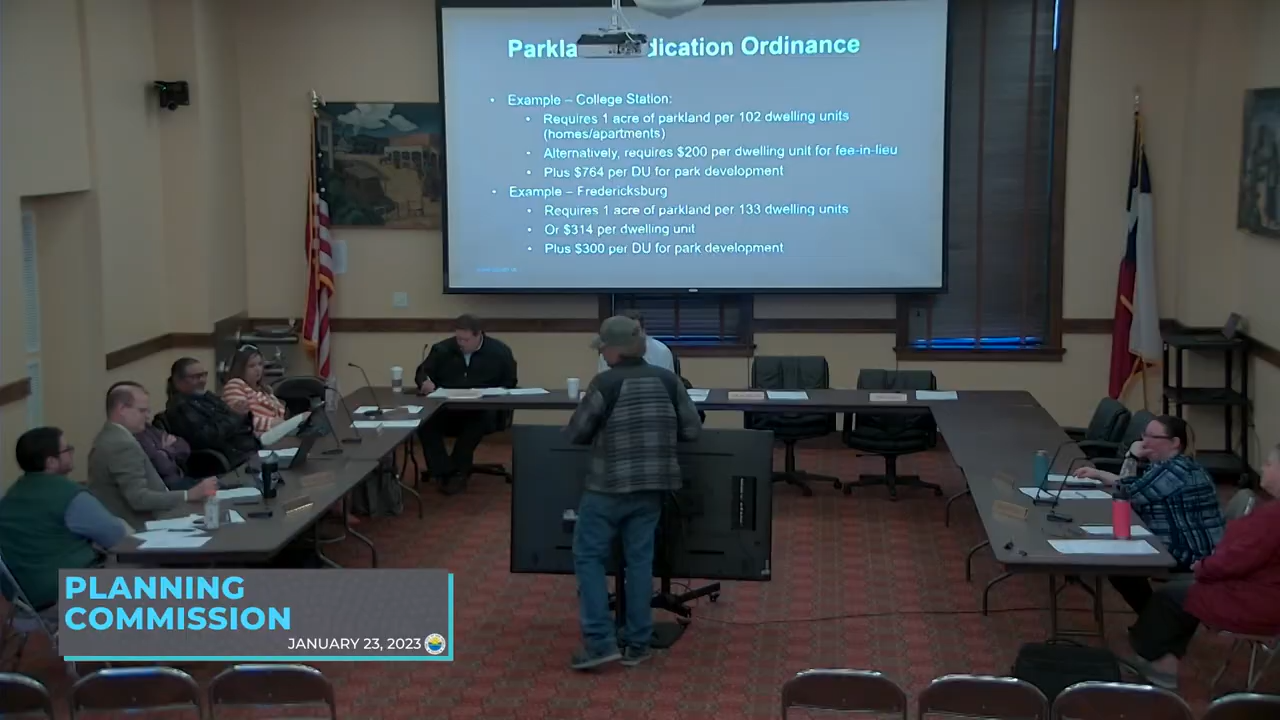 Parkla dication Ordinance
• Example – College Station:
• Requires 1 acre of parkland per 102 dwelling units
(homes/apartments)
• Alternatively, requires $200 per dwelling unit for fee-in-lieu
• Plus $764 per DU for park development
• Example – Fredericksburg
• Requires 1 acre of parkland per 133 dwelling units
• Or $314 per dwelling unit
• Plus $300 per DU for park development
PLANNING
COMMISSION
JANUARY 23, 2023